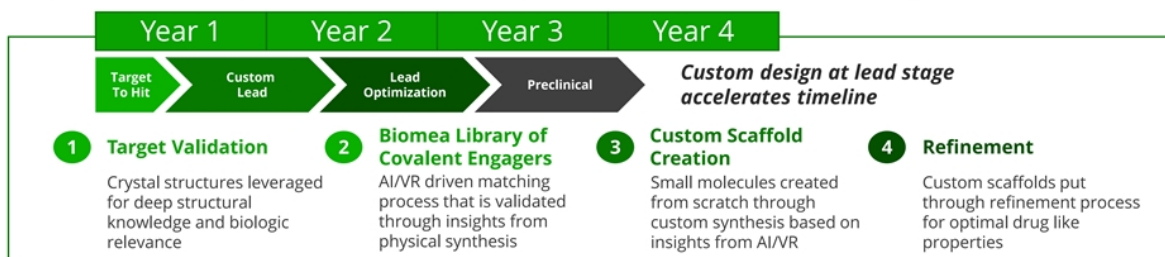 Year 1
Year 2
Year 3
Year 4
Target
To Hit
Custom
Lead
Lead
Optimization
Preclinical
Custom design at lead stage
accelerates timeline
1
Target Validation
Crystal structures leveraged
for deep structural
knowledge and biologic
relevance
2
Biomea Library of
Covalent Engagers
AI/VR driven matching
process that is validated
through insights from
physical synthesis
3
Custom Scaffold
Creation
Small molecules created
from scratch through
custom synthesis based on
insights from AI/VR
4
Refinement
Custom scaffolds put
through refinement process
for optimal drug like
properties